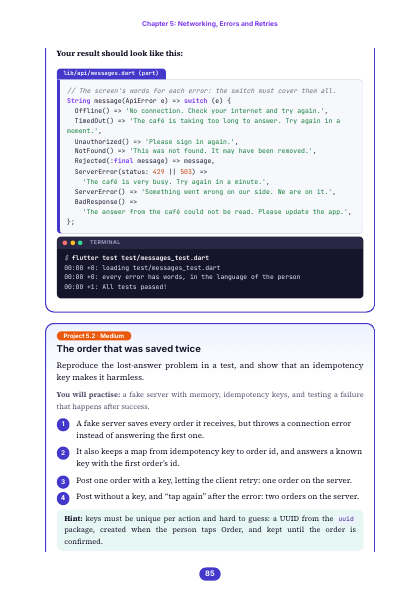 Chapter 5: Networking, Errors and Retries
Your result should look like this:
lib/api/messages.dart (part)
// The screen's words for each error: the switch must cover them all.
String message(ApiError e) => switch (e) {
Offline() => 'No connection. Check your internet and try again.',
TimedOut() => 'The café is taking too long to answer. Try again in a
moment.',
Unauthorized() => 'Please sign in again.',
NotFound() => 'This was not found. It may have been removed.',
Rejected(:final message) => message,
ServerError(status: 429 || 503) =>
'The café is very busy. Try again in a minute.',
ServerError() => 'Something went wrong on our side. We are on it.',
BadResponse() =>
'The answer from the café could not be read. Please update the app.',
};
TERMINAL
$ flutter test test/messages_test.dart
00:00 +0: loading test/messages_test.dart
00:00 +0: every error has words, in the language of the person
00:00 +1: All tests passed!
Project 5.2 · Medium
The order that was saved twice
Reproduce the lost-answer problem in a test, and show that an idempotency
key makes it harmless.
You will practise: a fake server with memory, idempotency keys, and testing a failure
that happens after success.
1 A fake server saves every order it receives, but throws a connection error
instead of answering the first one.
2 It also keeps a map from idempotency key to order id, and answers a known
key with the first order's id.
3 Post one order with a key, letting the client retry: one order on the server.
4 Post without a key, and “tap again” after the error: two orders on the server.
Hint: keys must be unique per action and hard to guess: a UUID from the uuid
package, created when the person taps Order, and kept until the order is
confirmed.
85